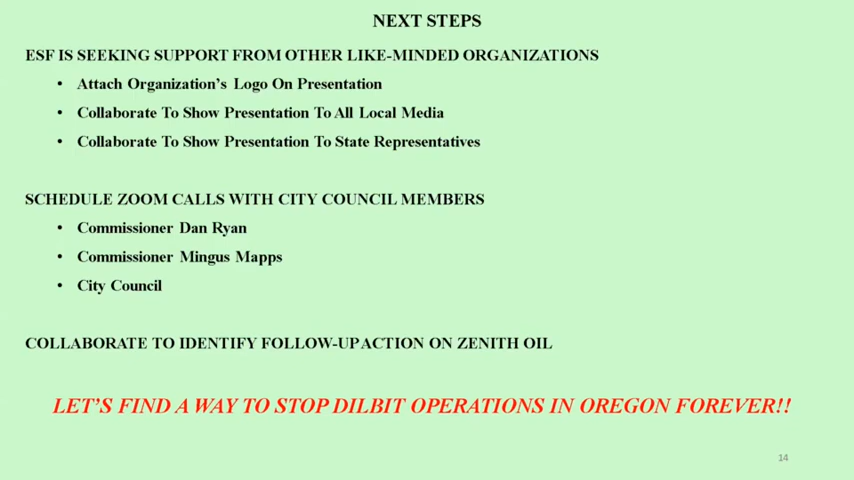 NEXT STEPS
ESF IS SEEKING SUPPORT FROM OTHER LIKE-MINDED ORGANIZATIONS
• Attach Organization's Logo On Presentation
• Collaborate To Show Presentation To All Local Media
• Collaborate To Show Presentation To State Representatives
SCHEDULE ZOOM CALLS WITH CITY COUNCIL MEMBERS
• Commissioner Dan Ryan
• Commissioner Mingus Mapps
• City Council
COLLABORATE TO IDENTIFY FOLLOW-UP ACTION ON ZENITH OIL
LET'S FIND A WAY TO STOP DILBIT OPERATIONS IN OREGON FOREVER!!
14